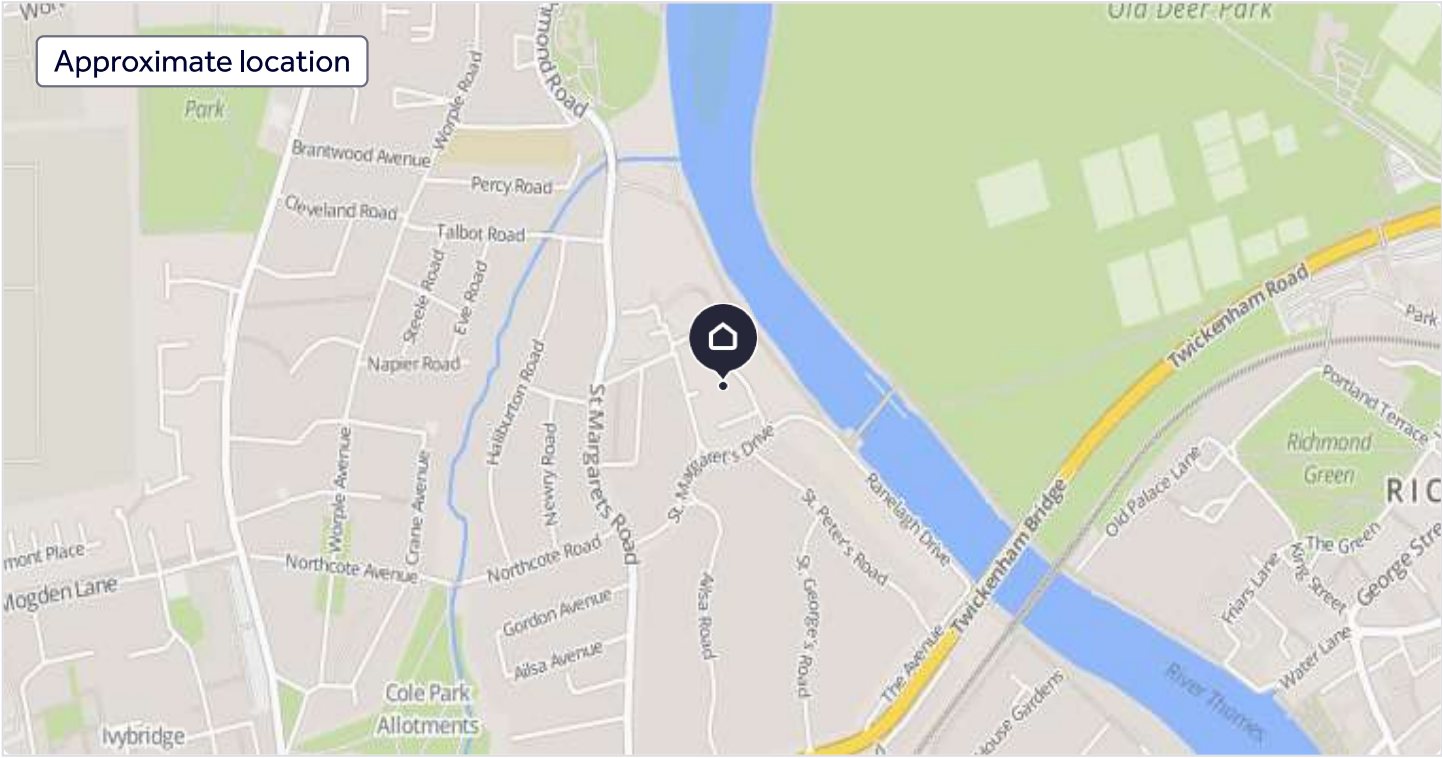 Approximate location
Old Deer Park
Park
Worple Road
Brantwood Avenue
Percy Road
Cleveland Road
Talbot Road
Steele Road
Eve Road
Napier Road
Haliburton Road
Newry Road
St Margarets Road
St. Margaret's Drive
Ranelagh Drive
St. Peter's Road
St. George's Road
Ailsa Road
Northcote Road
Northcote Avenue
Worple Avenue
Crane Avenue
Gordon Avenue
Ailsa Avenue
mont Place
Mogden Lane
Cole Park
Allotments
Ivybridge
The Avenue
Twickenham Bridge
Twickenham Road
Old Palace Lane
Portland Terrace
Park
Richmond
Green
RIC
The Green
King Street
George Stre
Friars Lane
Water Lane
River Thames
House Gardens
mond Road